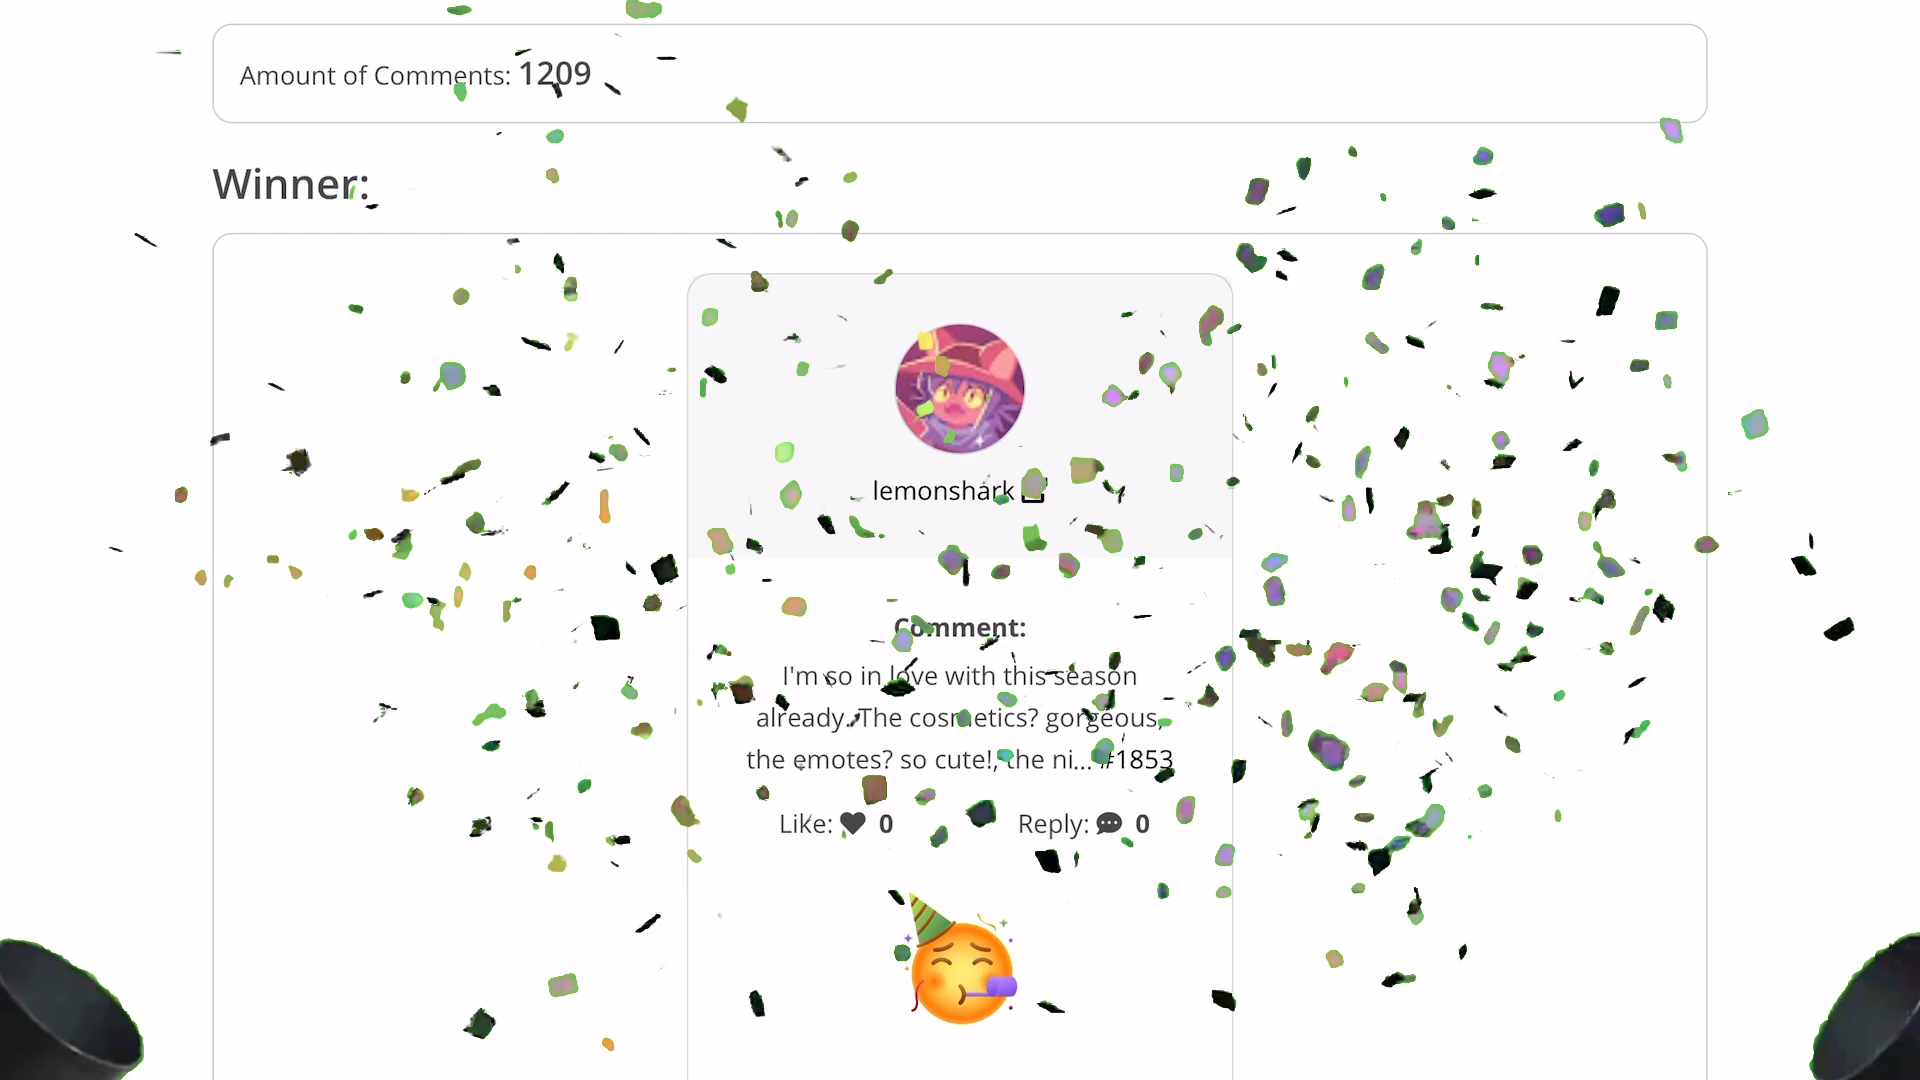 Amount of Comments: 1209
Winner:
lemonshark
Comment:
I'm so in love with this season
already. The cosmetics? gorgeous,
the emotes? so cute!, the ni... #1853
Like: 0 Reply: 0